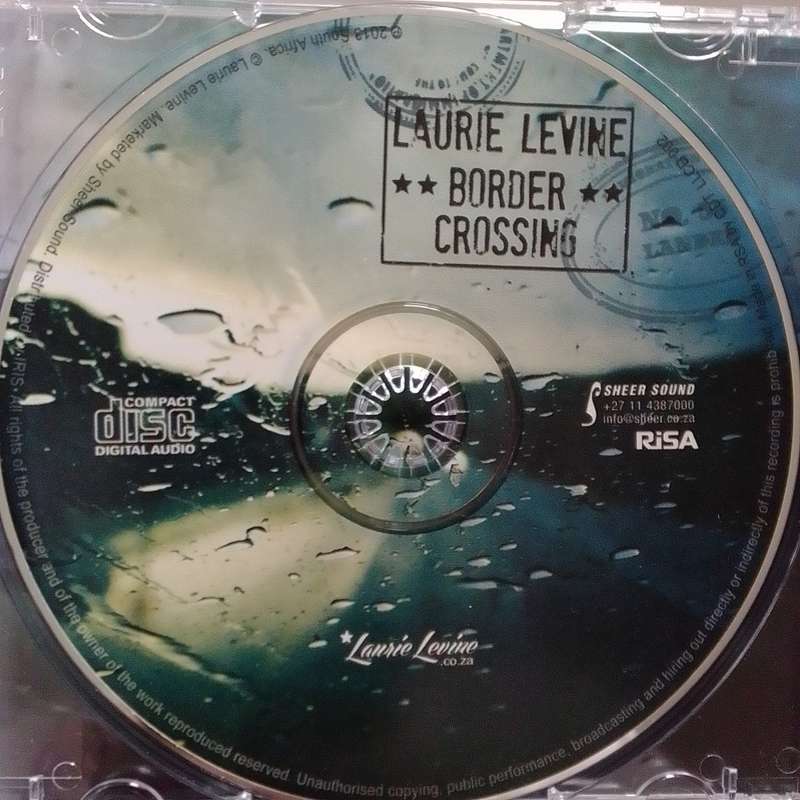 LAURIE LEVINE
★★ BORDER ★★
CROSSING
COMPACT
disc
DIGITAL AUDIO
SHEER SOUND
+27 11 4387000
info@sheer.co.za
RiSA
Laurie Levine
.co.za
℗ 2013 South Africa. © Laurie Levine. Marketed by Sheer Sound. Distributed by IRIS. All rights of the producer and of the owner of the work reproduced reserved. Unauthorised copying, public performance, broadcasting and hiring out directly or indirectly of this recording is prohib